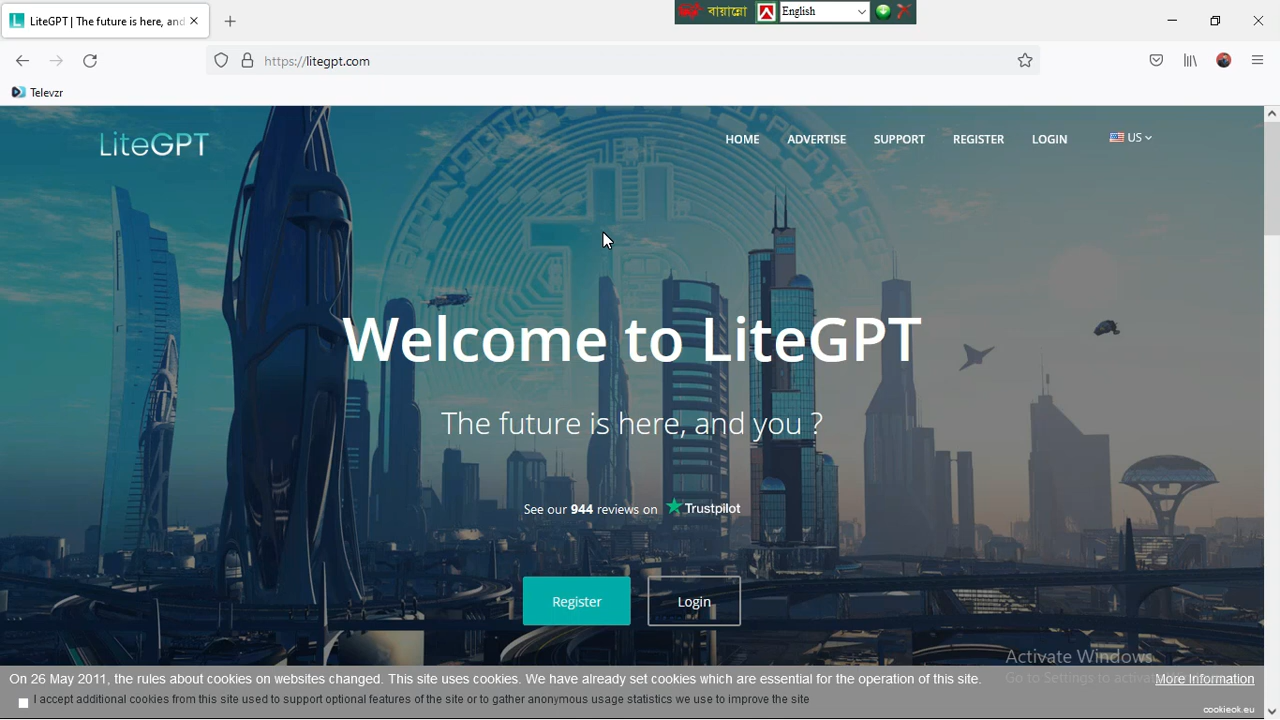 LiteGPT | The future is here, and
বায়ান্নো
English
https://litegpt.com
Televzr
LiteGPT
HOME
ADVERTISE
SUPPORT
REGISTER
LOGIN
US
Welcome to LiteGPT
The future is here, and you ?
See our 944 reviews on Trustpilot
Register
Login
Activate Windows
On 26 May 2011, the rules about cookies on websites changed. This site uses cookies. We have already set cookies which are essential for the operation of this site.
More Information
I accept additional cookies from this site used to support optional features of the site or to gather anonymous usage statistics we use to improve the site
cookieok.eu